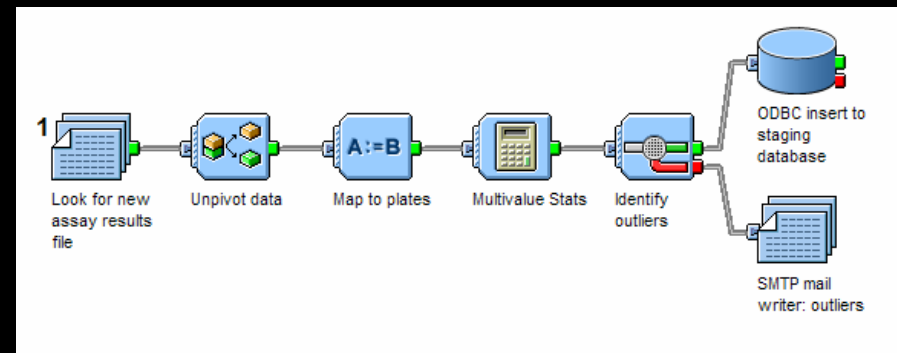 1
Look for new
assay results
file
Unpivot data
A:=B
Map to plates
Multivalue Stats
Identify
outliers
ODBC insert to
staging
database
SMTP mail
writer: outliers